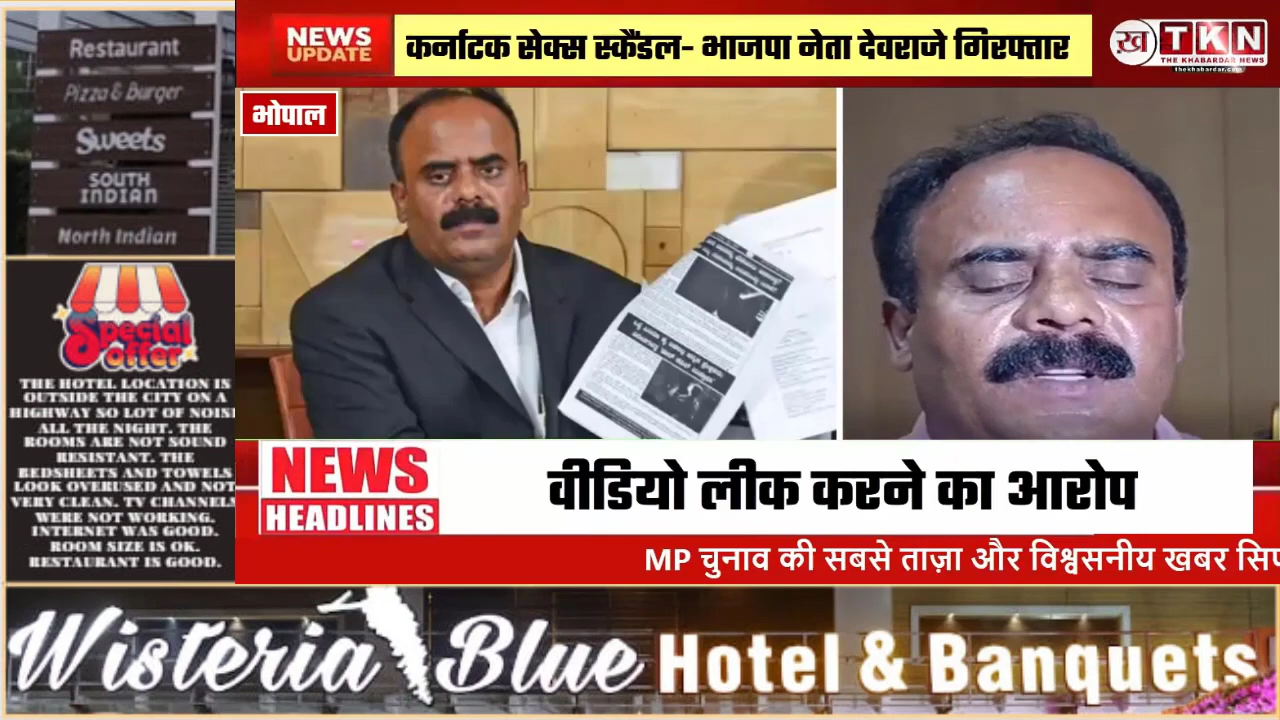 Restaurant
Pizza & Burger
Sweets
SOUTH
INDIAN
North Indian
Special
offer
THE HOTEL LOCATION IS
OUTSIDE THE CITY ON A
HIGHWAY SO LOT OF NOISE
ALL THE NIGHT. THE
ROOMS ARE NOT SOUND
RESISTANT. THE
BEDSHEETS AND TOWELS
LOOK OVERUSED AND NOT
VERY CLEAN. TV CHANNELS
WERE NOT WORKING.
INTERNET WAS GOOD.
ROOM SIZE IS OK.
RESTAURANT IS GOOD.
NEWS
UPDATE
कर्नाटक सेक्स स्कैंडल- भाजपा नेता देवराजे गिरफ्तार
ख़ TKN
THE KHABARDAR NEWS
thekhabardar.com
भोपाल
NEWS
HEADLINES
वीडियो लीक करने का आरोप
MP चुनाव की सबसे ताज़ा और विश्वसनीय खबर सिर्फ
Wisteria Blue Hotel & Banquets